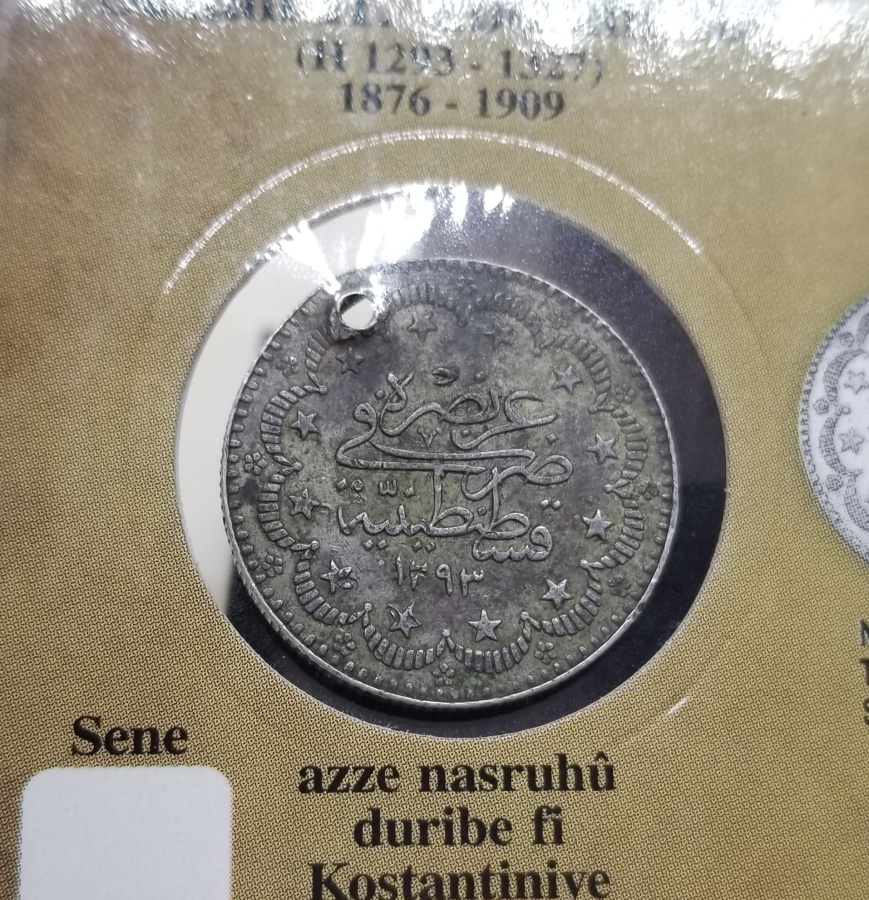 (H 1293 - 1327)
1876 - 1909
عز نصره
ضرب في
قسطنطينية
١٢٩٣
Sene
azze nasruhû
duribe fi
Kostantiniye